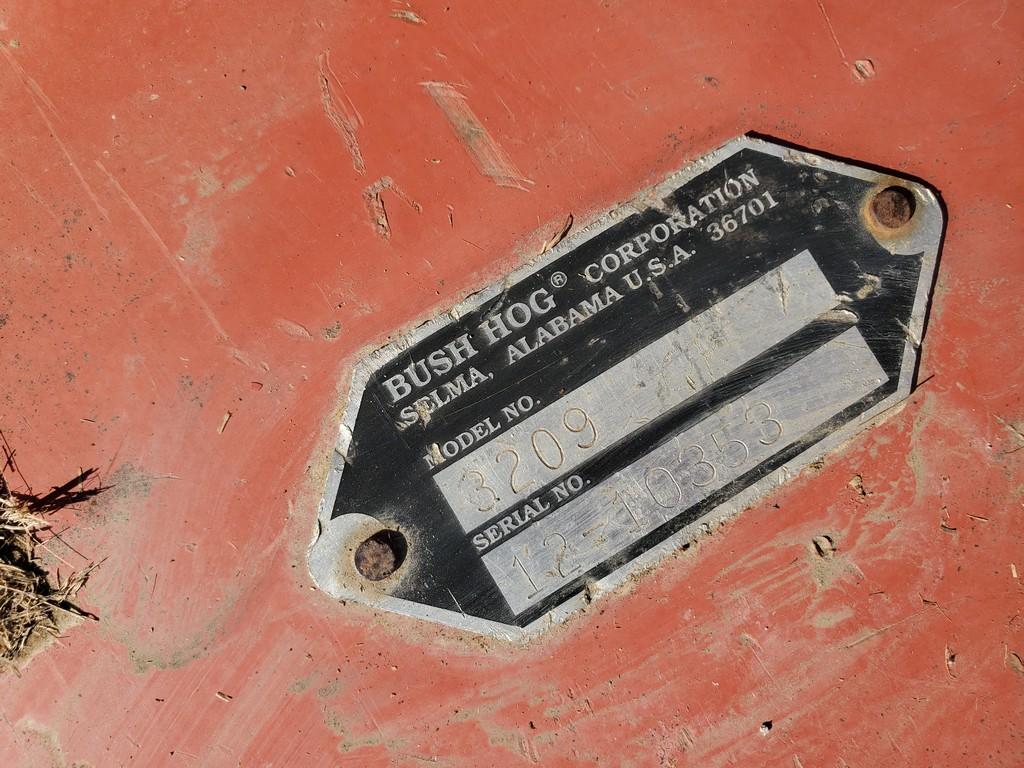 BUSH HOG® CORPORATION
SELMA, ALABAMA U.S.A. 36701
MODEL NO.
3209
SERIAL NO.
12-10353